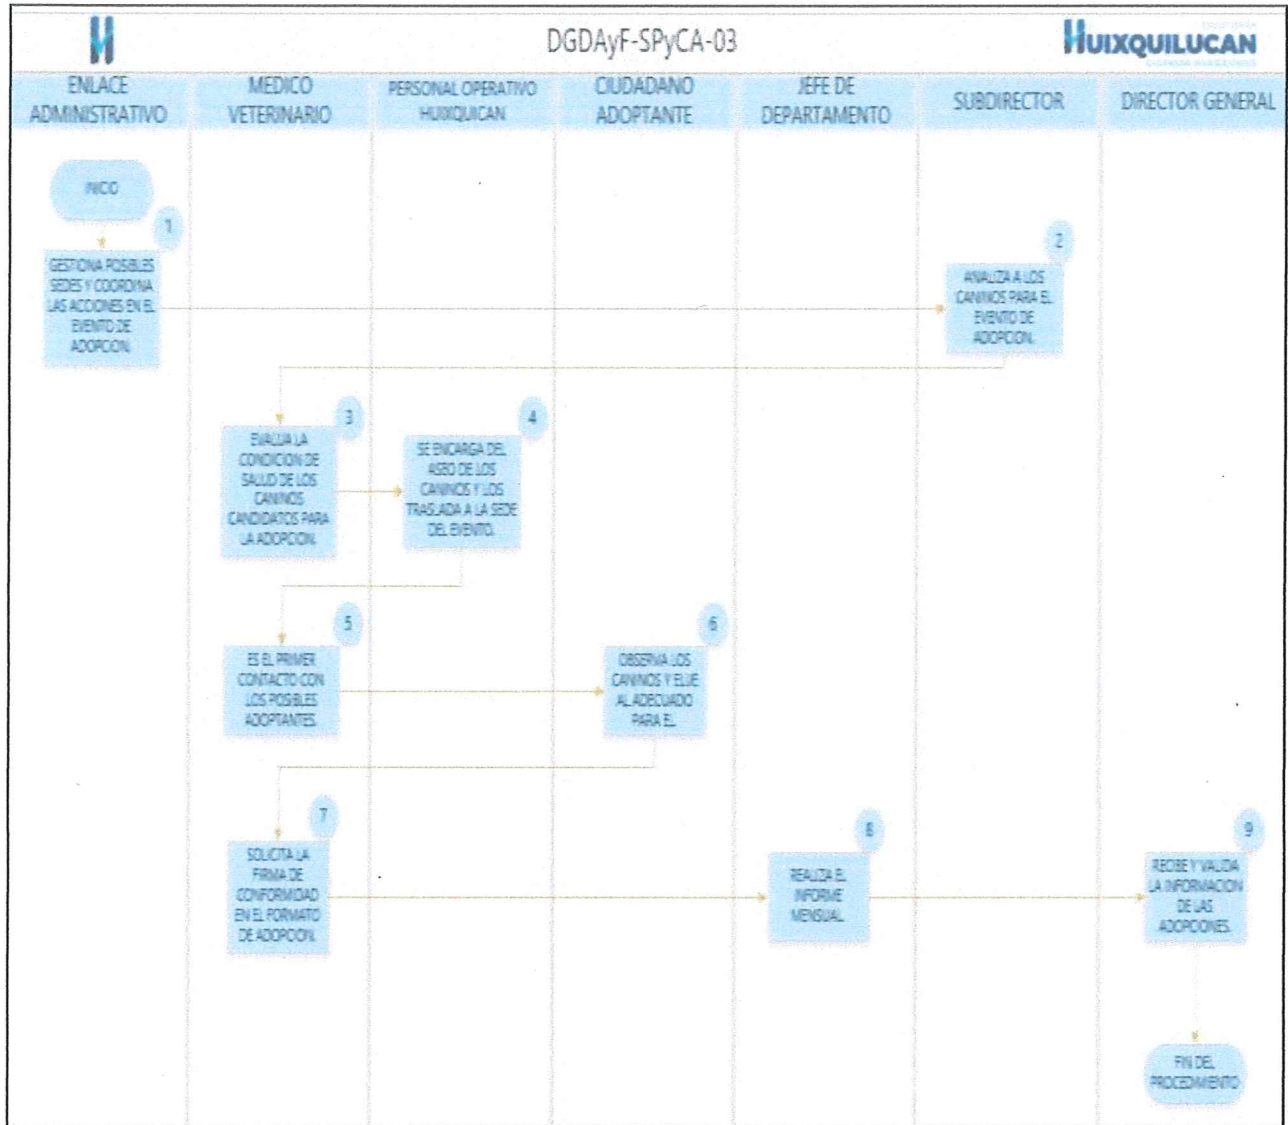 DGDAyF-SPyCA-03
HUIXQUILUCAN
ENLACE
ADMINISTRATIVO
MEDICO
VETERINARIO
PERSONAL OPERATIVO
HUIXQUICAN
CIUDADANO
ADOPTANTE
JEFE DE
DEPARTAMENTO
SUBDIRECTOR
DIRECTOR GENERAL
INICIO
1
GESTIONA POSIBLES
SEDES Y COORDINA
LAS ACCIONES EN EL
EVENTO DE
ADOPCION.
2
ANALIZA A LOS
CANINOS PARA EL
EVENTO DE
ADOPCION.
3
EVALUA LA
CONDICION DE
SALUD DE LOS
CANINOS
CANDIDATOS PARA
LA ADOPCION.
4
SE ENCARGA DEL
ASEO DE LOS
CANINOS Y LOS
TRASLADA A LA SEDE
DEL EVENTO.
5
ES EL PRIMER
CONTACTO CON
LOS POSIBLES
ADOPTANTES.
6
OBSERVA LOS
CANINOS Y ELIJE
AL ADECUADO
PARA EL
7
SOLICITA LA
FIRMA DE
CONFORMIDAD
EN EL FORMATO
DE ADOPCION.
8
REALIZA EL
INFORME
MENSUAL
9
RECIBE Y VALIDA
LA INFORMACION
DE LAS
ADOPCIONES.
FIN DEL
PROCEDIMIENTO